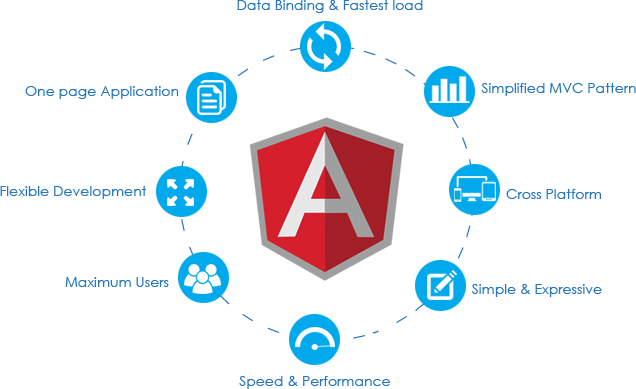 Data Binding & Fastest load
One page Application
Simplified MVC Pattern
Flexible Development
Cross Platform
Maximum Users
Simple & Expressive
Speed & Performance
A